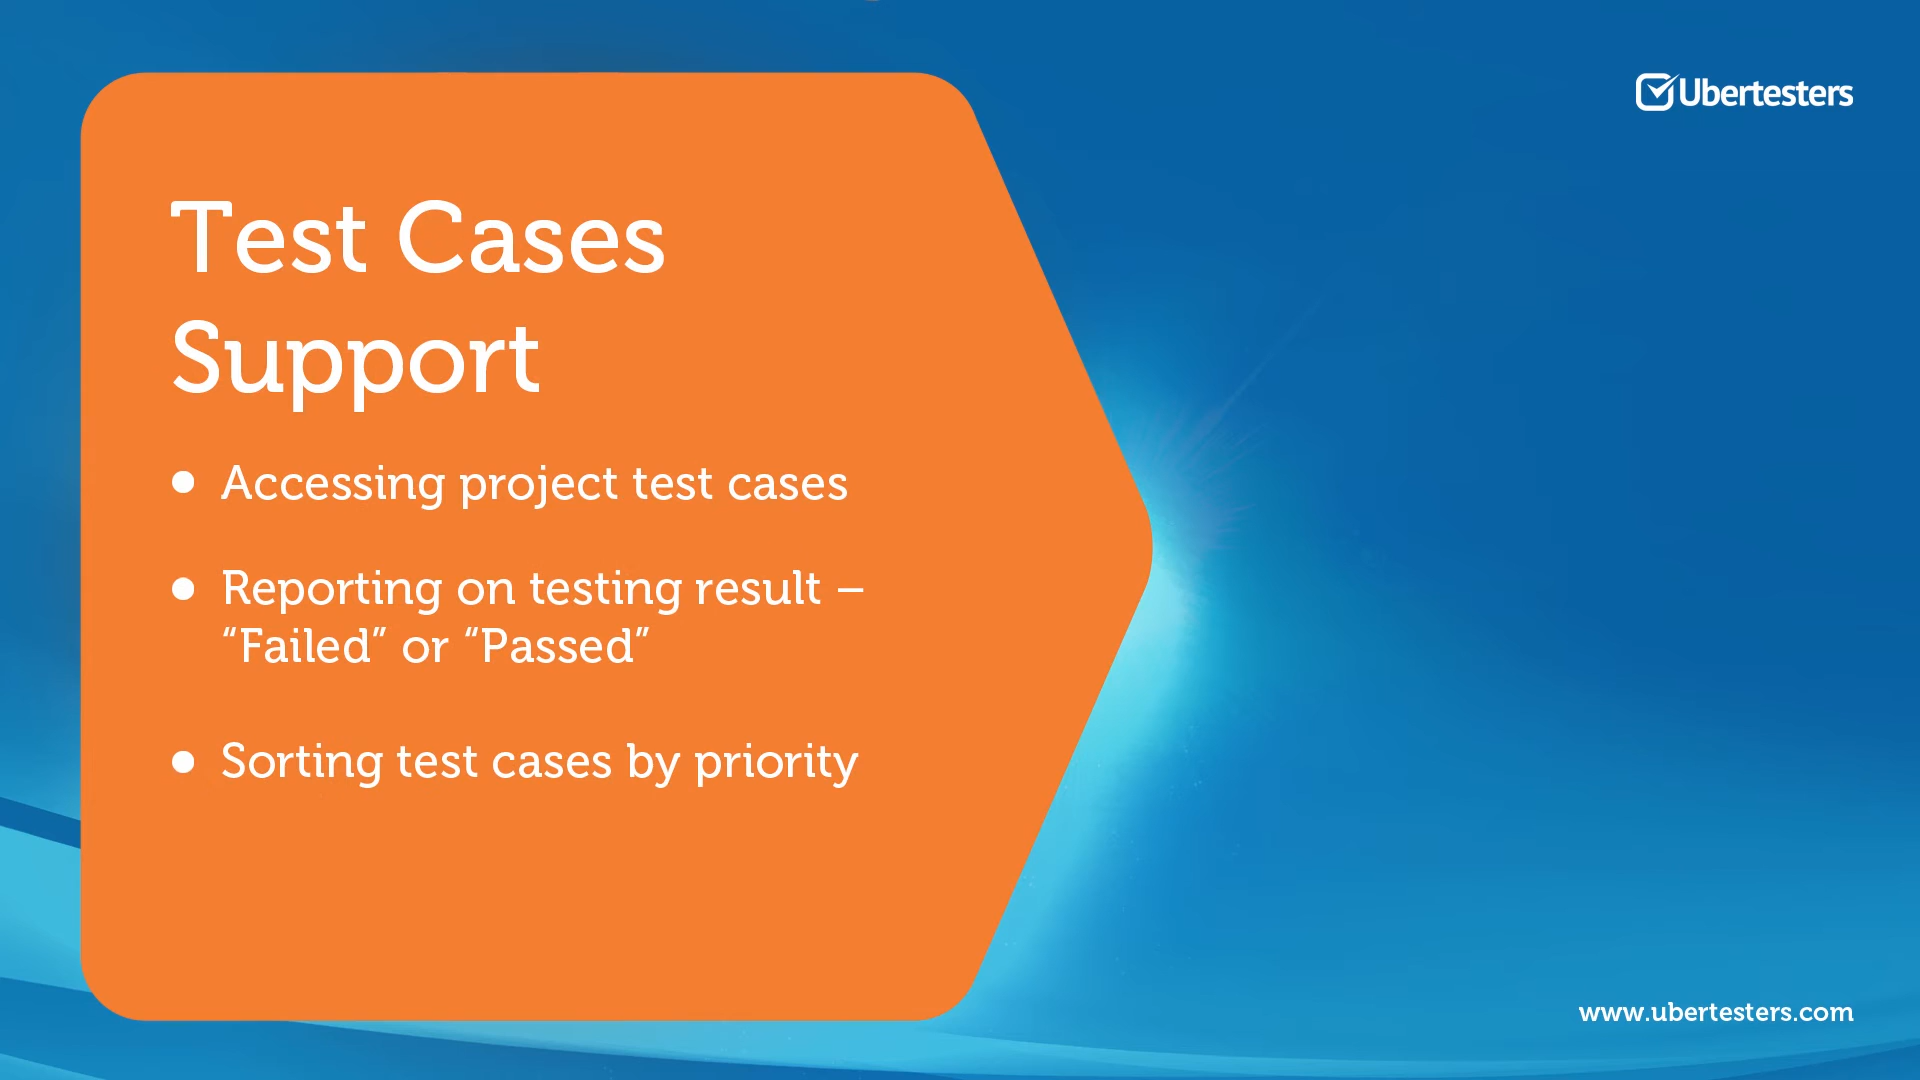 Ubertesters
Test Cases
Support
● Accessing project test cases
● Reporting on testing result –
“Failed” or “Passed”
● Sorting test cases by priority
www.ubertesters.com